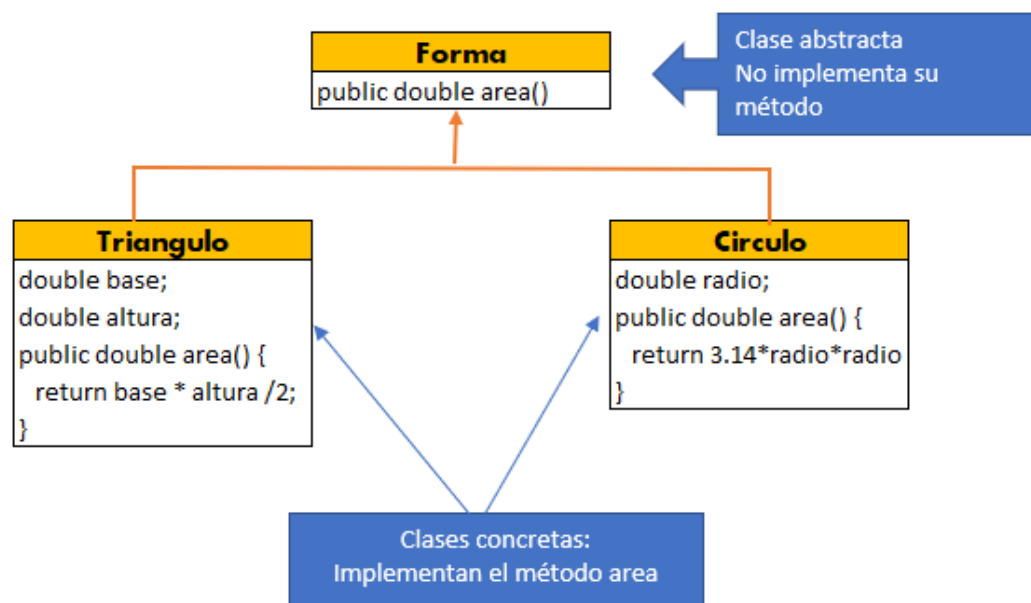 Forma
public double area()
Clase abstracta
No implementa su
método
Triangulo
double base;
double altura;
public double area() {
return base * altura /2;
}
Circulo
double radio;
public double area() {
return 3.14*radio*radio
}
Clases concretas:
Implementan el método area